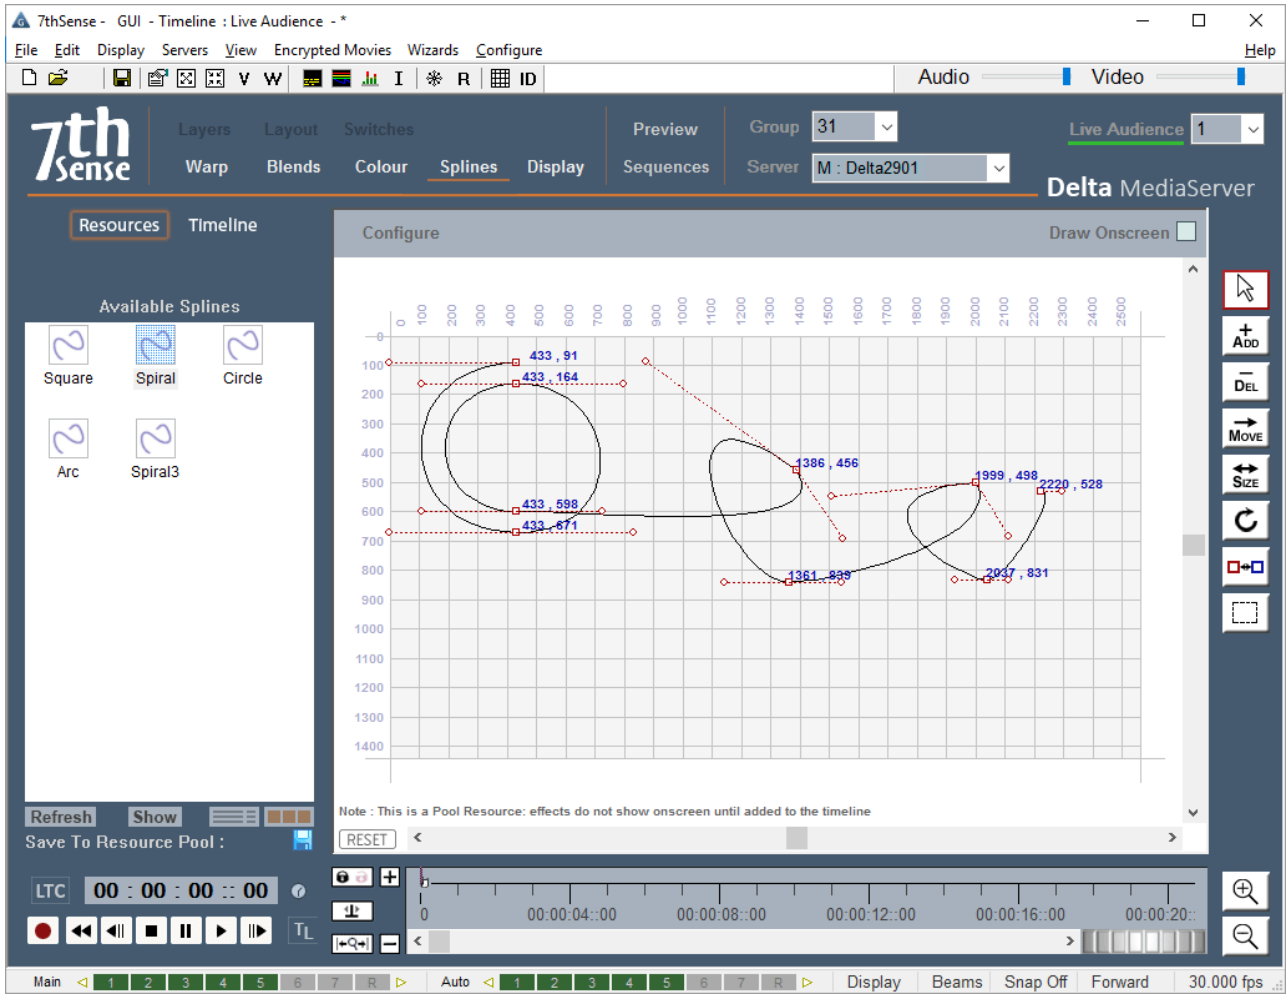 7thSense - GUI - Timeline : Live Audience - *
File Edit Display Servers View Encrypted Movies Wizards Configure Help
V W I R ID Audio Video
7th Sense
Layers Layout Switches Preview Group 31 Live Audience 1
Warp Blends Colour Splines Display Sequences Server M : Delta2901
Delta MediaServer
Resources Timeline
Configure Draw Onscreen
Available Splines
Square Spiral Circle
Arc Spiral3
0 100 200 300 400 500 600 700 800 900 1000 1100 1200 1300 1400 1500 1600 1700 1800 1900 2000 2100 2200 2300 2400 2500
0
100
200
300
400
500
600
700
800
900
1000
1100
1200
1300
1400
433 , 91
433 , 164
1386 , 456
1999 , 498
2220 , 528
433 , 598
433 , 671
1361 , 839
2037 , 831
ADD
DEL
MOVE
SIZE
Note : This is a Pool Resource: effects do not show onscreen until added to the timeline
RESET
Refresh Show
Save To Resource Pool :
LTC 00 : 00 : 00 :: 00
TL
0 00:00:04::00 00:00:08::00 00:00:12::00 00:00:16::00 00:00:20::
Q
Main 1 2 3 4 5 6 7 R Auto 1 2 3 4 5 6 7 R Display Beams Snap Off Forward 30.000 fps